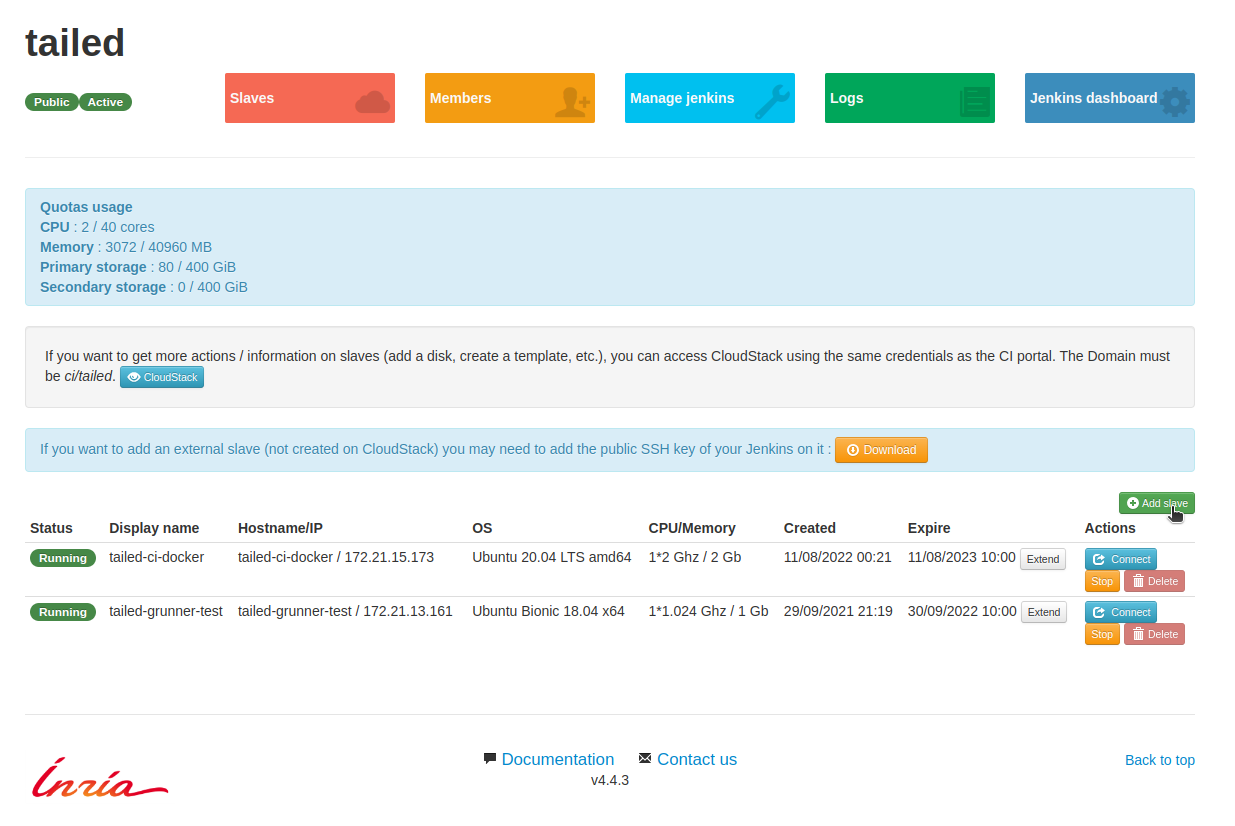 tailed
Public Active
Slaves
Members
Manage jenkins
Logs
Jenkins dashboard
Quotas usage
CPU : 2 / 40 cores
Memory : 3072 / 40960 MB
Primary storage : 80 / 400 GiB
Secondary storage : 0 / 400 GiB
If you want to get more actions / information on slaves (add a disk, create a template, etc.), you can access CloudStack using the same credentials as the CI portal. The Domain must
be ci/tailed. CloudStack
If you want to add an external slave (not created on CloudStack) you may need to add the public SSH key of your Jenkins on it : Download
Add slave
Status Display name Hostname/IP OS CPU/Memory Created Expire Actions
Running tailed-ci-docker tailed-ci-docker / 172.21.15.173 Ubuntu 20.04 LTS amd64 1*2 Ghz / 2 Gb 11/08/2022 00:21 11/08/2023 10:00 Extend Connect
Stop Delete
Running tailed-grunner-test tailed-grunner-test / 172.21.13.161 Ubuntu Bionic 18.04 x64 1*1.024 Ghz / 1 Gb 29/09/2021 21:19 30/09/2022 10:00 Extend Connect
Stop Delete
Inria
Documentation Contact us
v4.4.3
Back to top